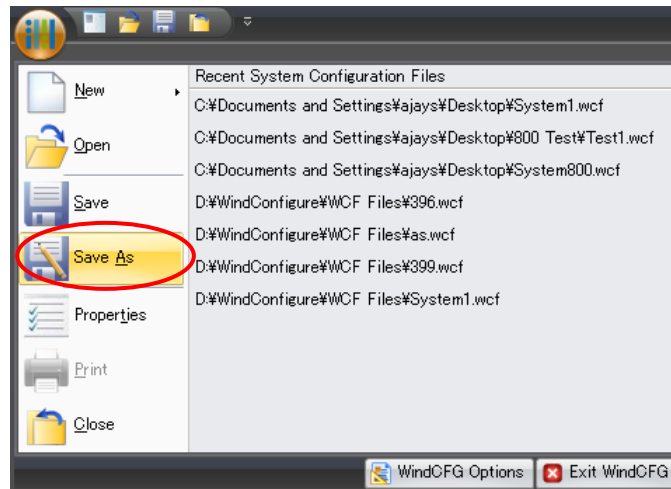 New
Open
Save
Save As
Properties
Print
Close
Recent System Configuration Files
C:¥Documents and Settings¥ajays¥Desktop¥System1.wcf
C:¥Documents and Settings¥ajays¥Desktop¥800 Test¥Test1.wcf
C:¥Documents and Settings¥ajays¥Desktop¥System800.wcf
D:¥WindConfigure¥WCF Files¥396.wcf
D:¥WindConfigure¥WCF Files¥as.wcf
D:¥WindConfigure¥WCF Files¥399.wcf
D:¥WindConfigure¥WCF Files¥System1.wcf
WindCFG Options
Exit WindCFG